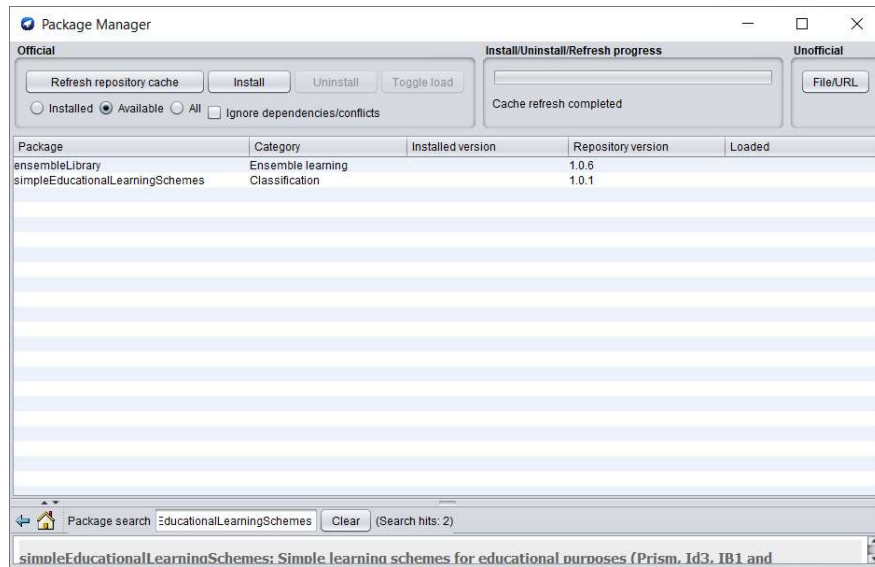 Package Manager
Official
Install/Uninstall/Refresh progress
Unofficial
Refresh repository cache
Install
Uninstall
Toggle load
File/URL
Installed
Available
All
Ignore dependencies/conflicts
Cache refresh completed
Package Category Installed version Repository version Loaded
ensembleLibrary Ensemble learning 1.0.6
simpleEducationalLearningSchemes Classification 1.0.1
Package search EducationalLearningSchemes Clear (Search hits: 2)
simpleEducationalLearningSchemes: Simple learning schemes for educational purposes (Prism, Id3, IB1 and